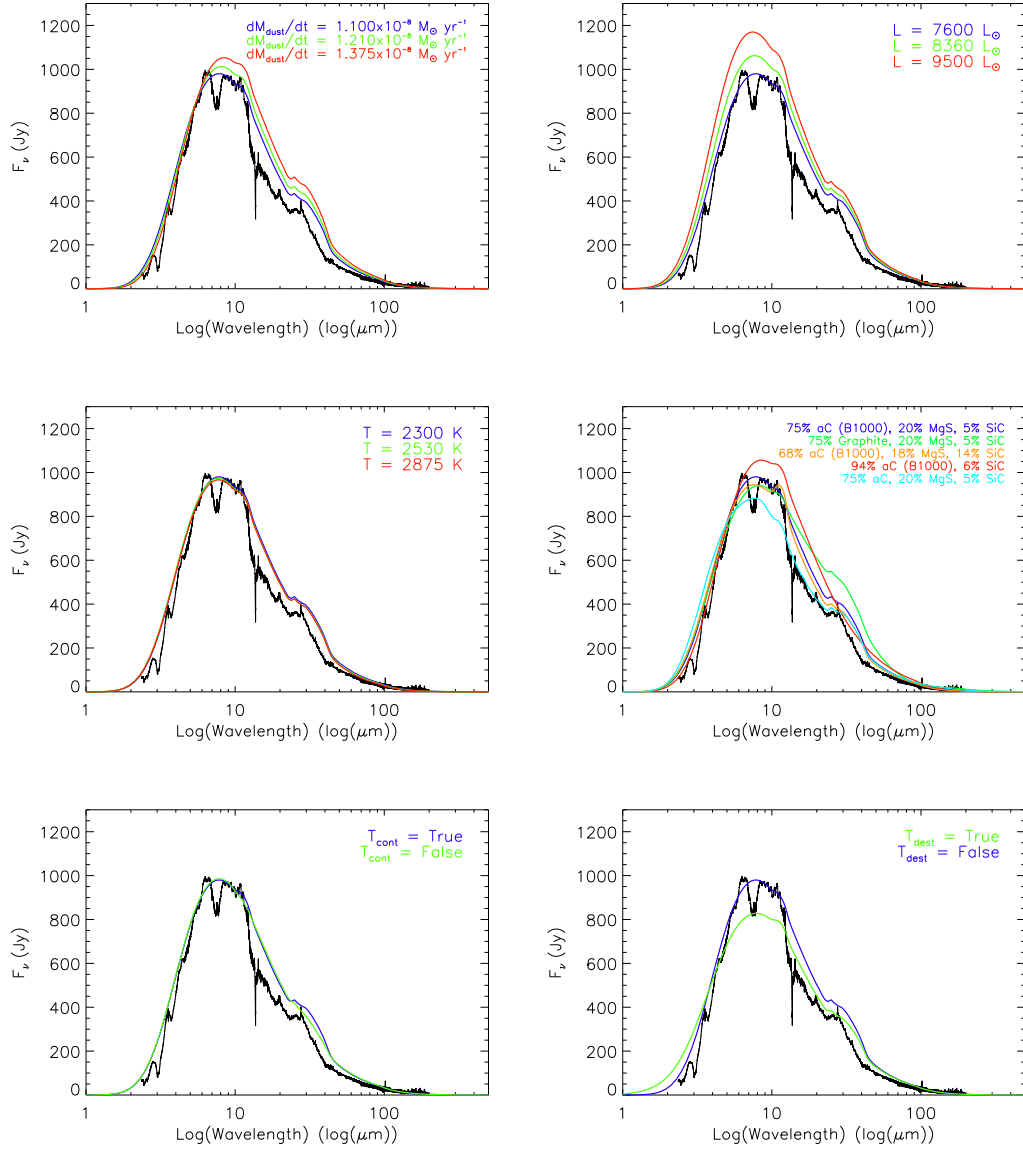 dM_dust/dt = 1.100x10⁻⁸ M_⊙ yr⁻¹
dM_dust/dt = 1.210x10⁻⁸ M_⊙ yr⁻¹
dM_dust/dt = 1.375x10⁻⁸ M_⊙ yr⁻¹
1200
1000
800
600
400
200
0
F_ν (Jy)
1 10 100
Log(Wavelength) (log(μm))
L = 7600 L_⊙
L = 8360 L_⊙
L = 9500 L_⊙
1200
1000
800
600
400
200
0
F_ν (Jy)
1 10 100
Log(Wavelength) (log(μm))
T = 2300 K
T = 2530 K
T = 2875 K
1200
1000
800
600
400
200
0
F_ν (Jy)
1 10 100
Log(Wavelength) (log(μm))
75% aC (B1000), 20% MgS, 5% SiC
75% Graphite, 20% MgS, 5% SiC
68% aC (B1000), 18% MgS, 14% SiC
94% aC (B1000), 6% SiC
75% aC, 20% MgS, 5% SiC
1200
1000
800
600
400
200
0
F_ν (Jy)
1 10 100
Log(Wavelength) (log(μm))
T_cont = True
T_cont = False
1200
1000
800
600
400
200
0
F_ν (Jy)
1 10 100
Log(Wavelength) (log(μm))
T_dest = True
T_dest = False
1200
1000
800
600
400
200
0
F_ν (Jy)
1 10 100
Log(Wavelength) (log(μm))